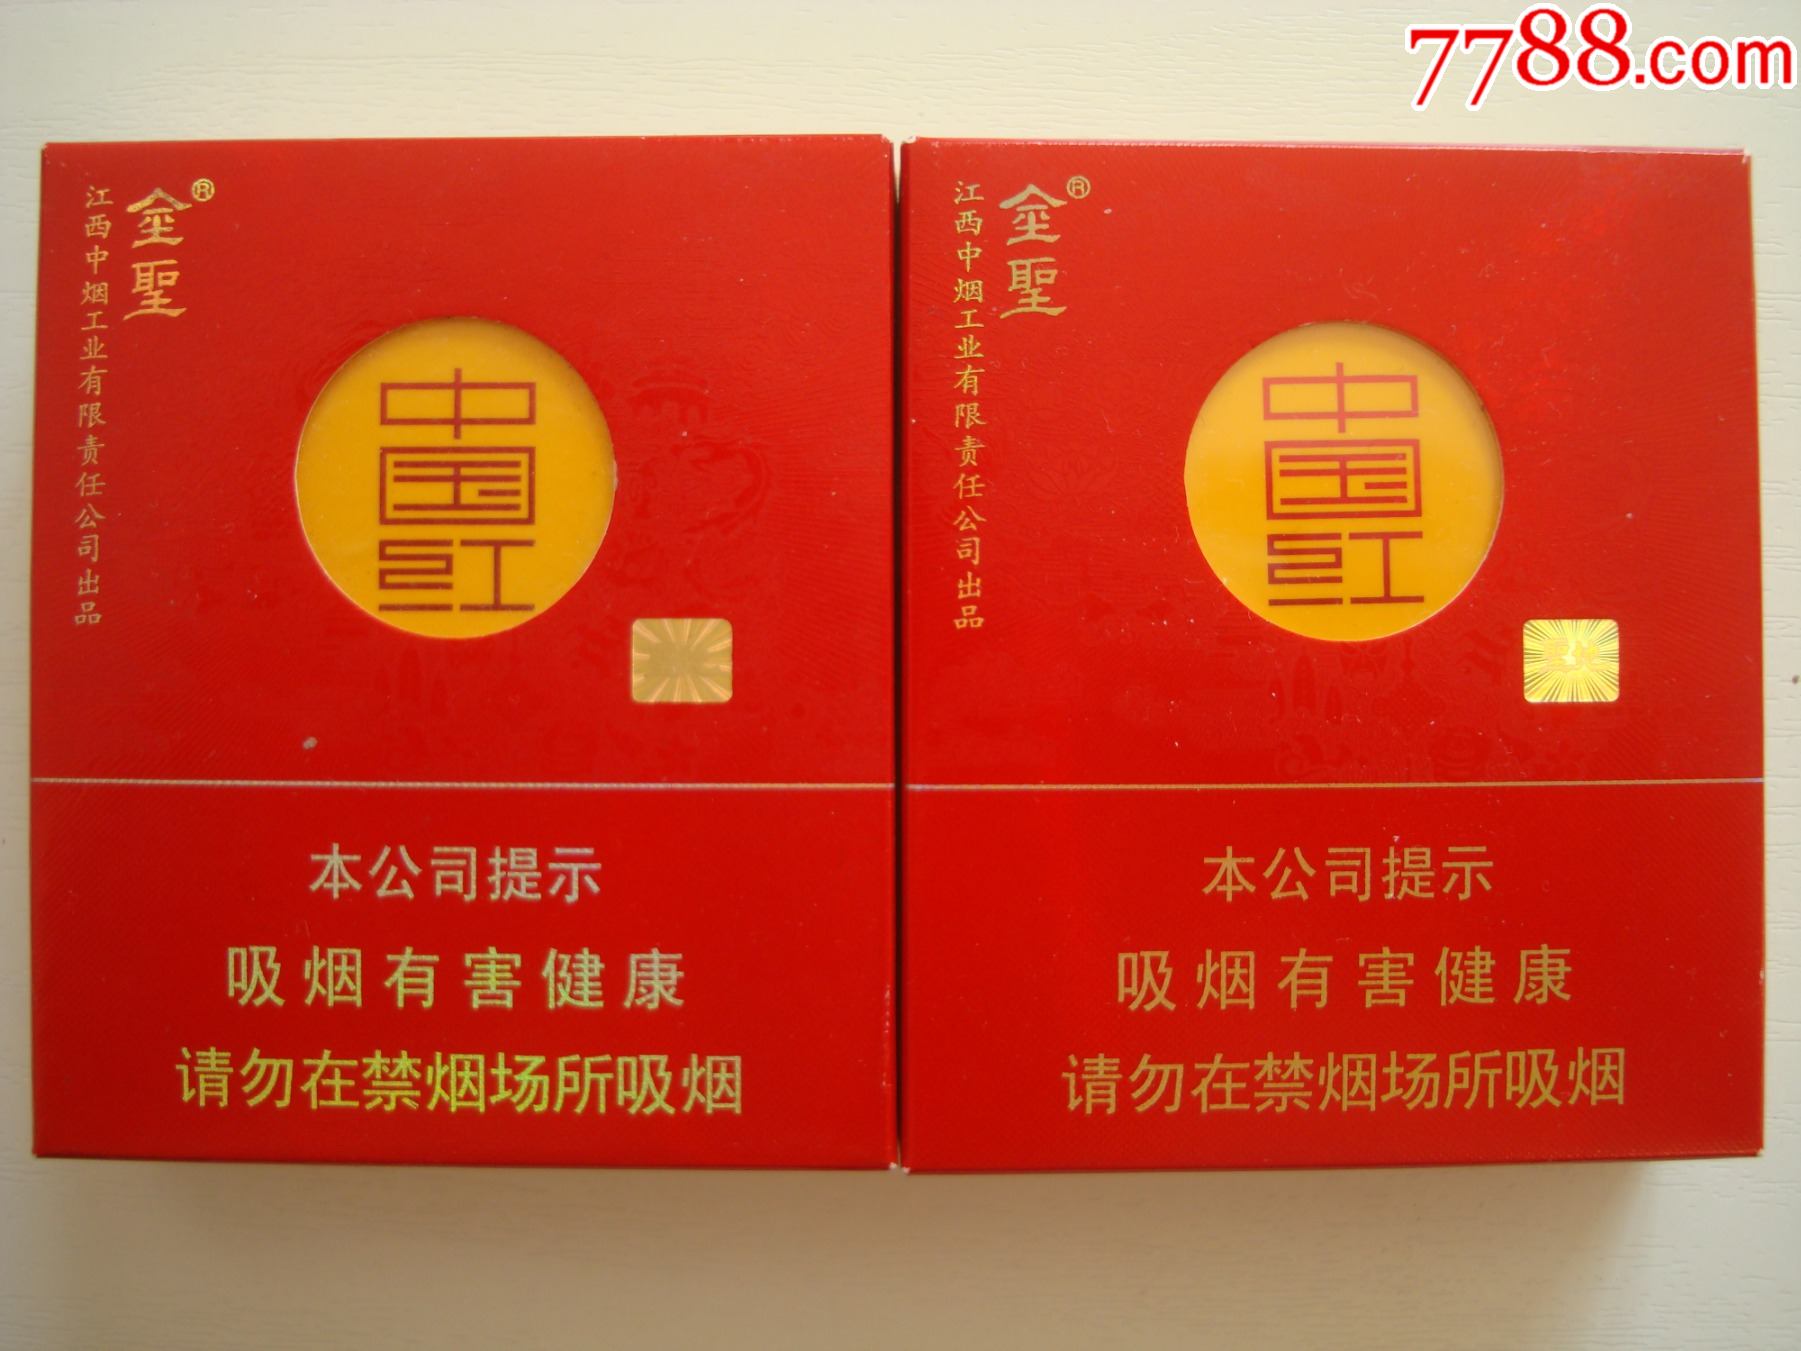 7788.com
金聖®
江西中烟工业有限责任公司出品
中国红
本公司提示
吸烟有害健康
请勿在禁烟场所吸烟
金聖®
江西中烟工业有限责任公司出品
中国红
本公司提示
吸烟有害健康
请勿在禁烟场所吸烟